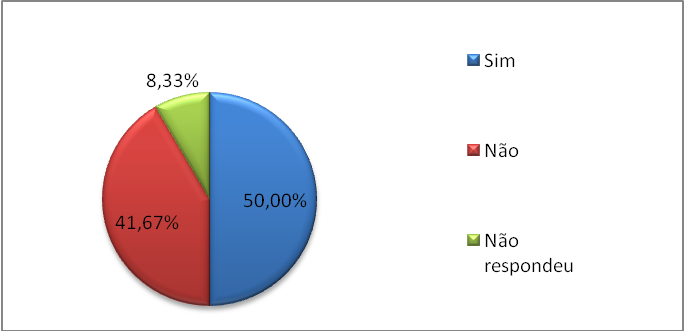 Sim
8,33%
Não
50,00%
41,67%
Não
respondeu